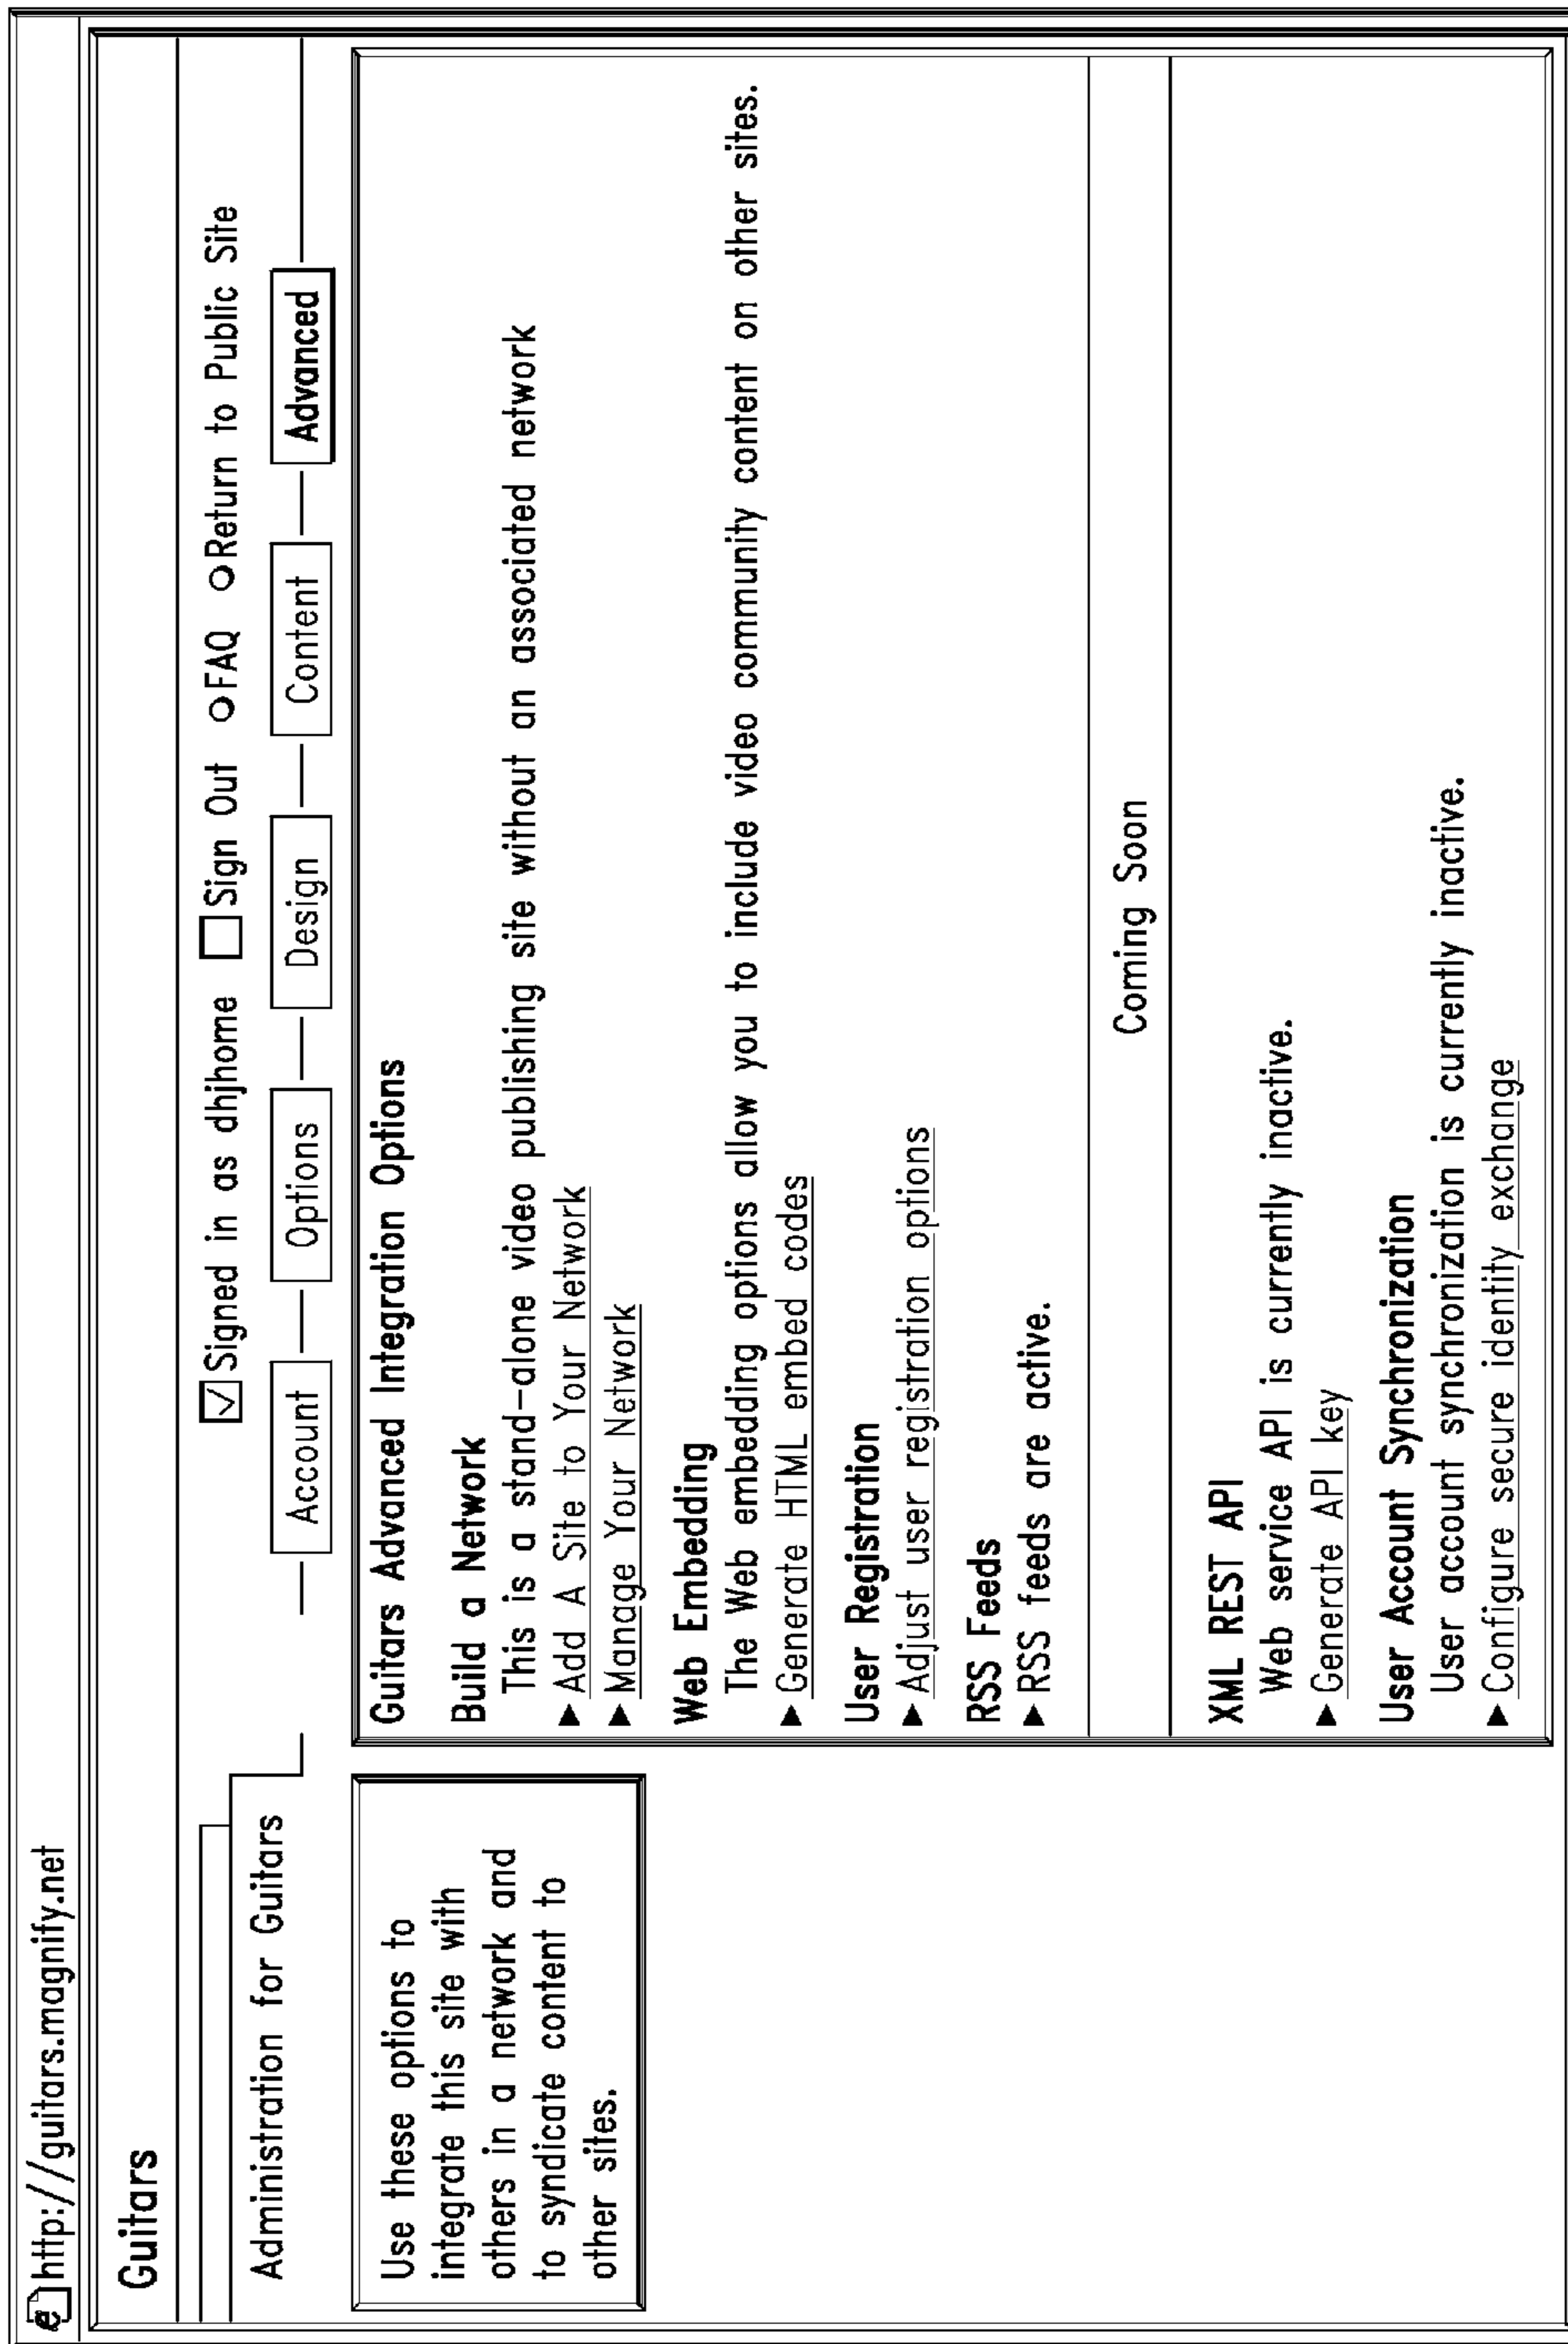 http://guitars.magnify.net
Guitars
Signed in as dhjhome Sign Out FAQ Return to Public Site
Administration for Guitars
Account Options Design Content Advanced
Use these options to
integrate this site with
others in a network and
to syndicate content to
other sites.
Guitars Advanced Integration Options
Build a Network
This is a stand-alone video publishing site without an associated network
Add A Site to Your Network
Manage Your Network
Web Embedding
The Web embedding options allow you to include video community content on other sites.
Generate HTML embed codes
User Registration
Adjust user registration options
RSS Feeds
RSS feeds are active.
Coming Soon
XML REST API
Web service API is currently inactive.
Generate API key
User Account Synchronization
User account synchronization is currently inactive.
Configure secure identity exchange